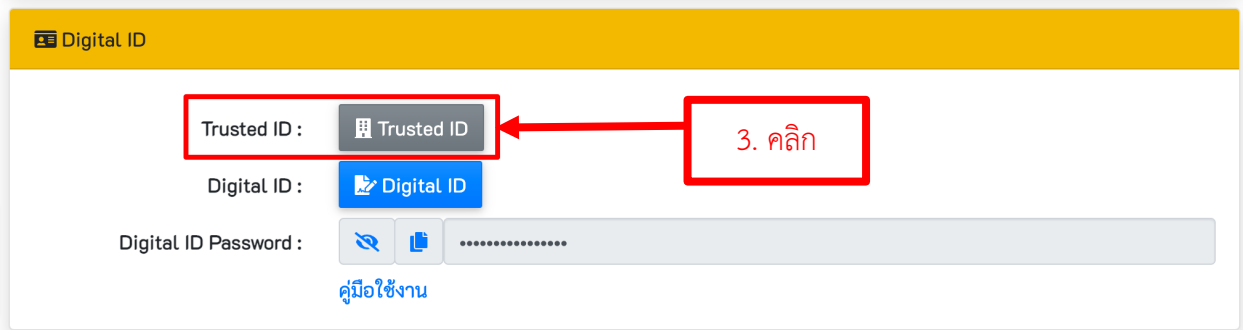 Digital ID
Trusted ID : Trusted ID
3. คลิก
Digital ID : Digital ID
Digital ID Password : ••••••••••••••••
คู่มือใช้งาน